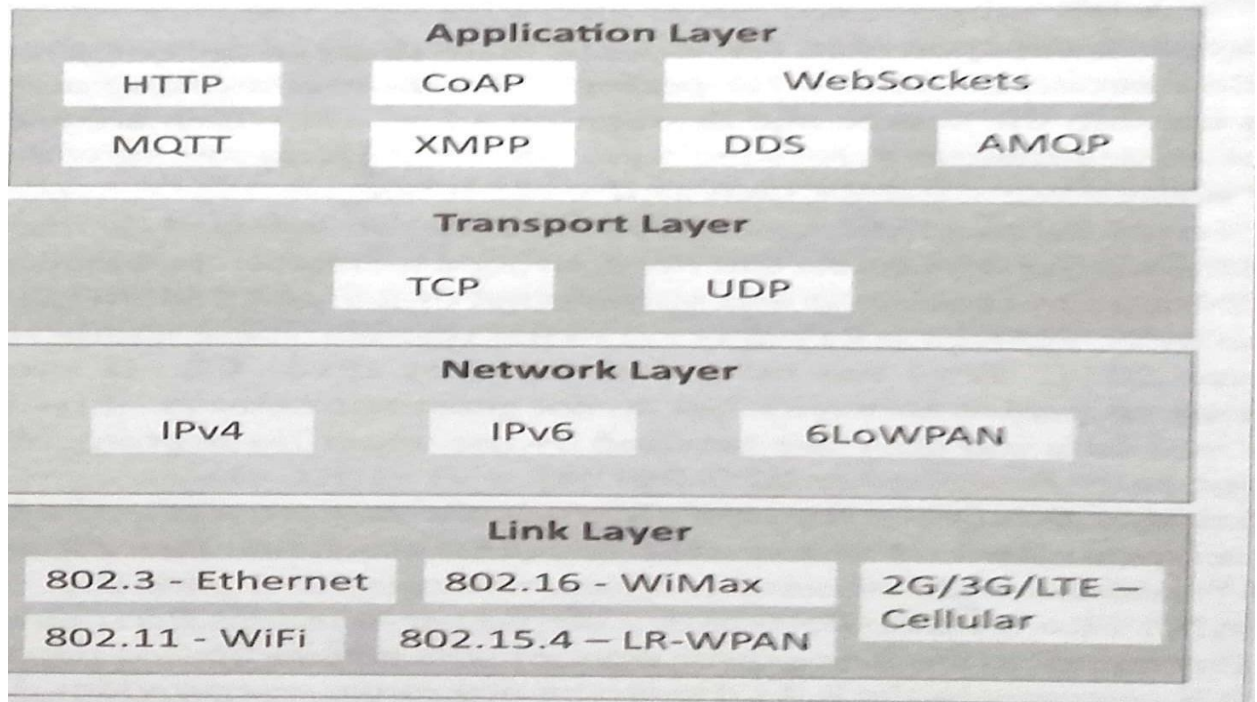 Application Layer
HTTP CoAP WebSockets
MQTT XMPP DDS AMQP
Transport Layer
TCP UDP
Network Layer
IPv4 IPv6 6LoWPAN
Link Layer
802.3 - Ethernet 802.16 - WiMax 2G/3G/LTE –
Cellular
802.11 - WiFi 802.15.4 – LR-WPAN